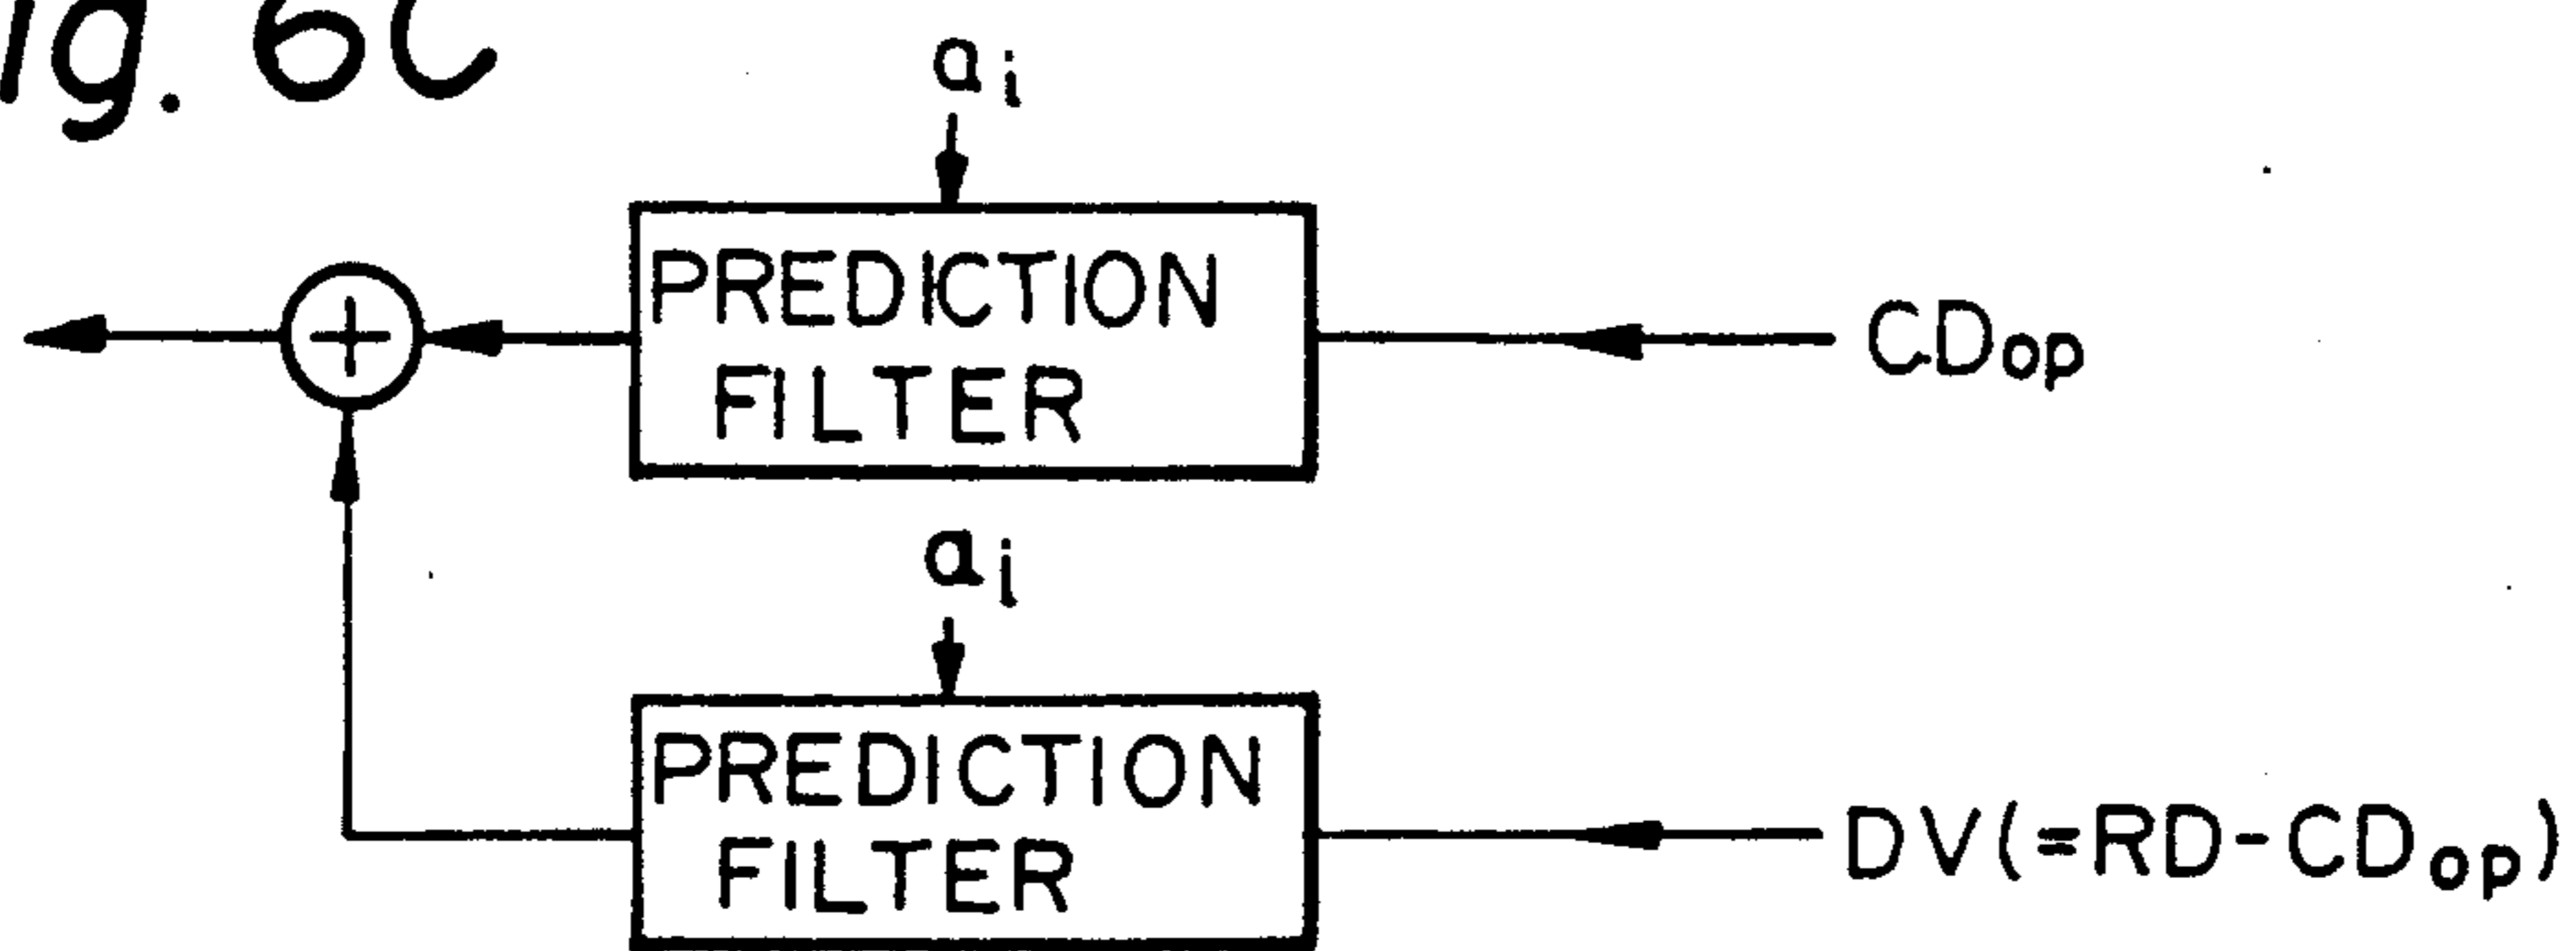 ig. 6C
ai
PREDICTION
FILTER
CDop
ai
PREDICTION
FILTER
DV(=RD-CDop)